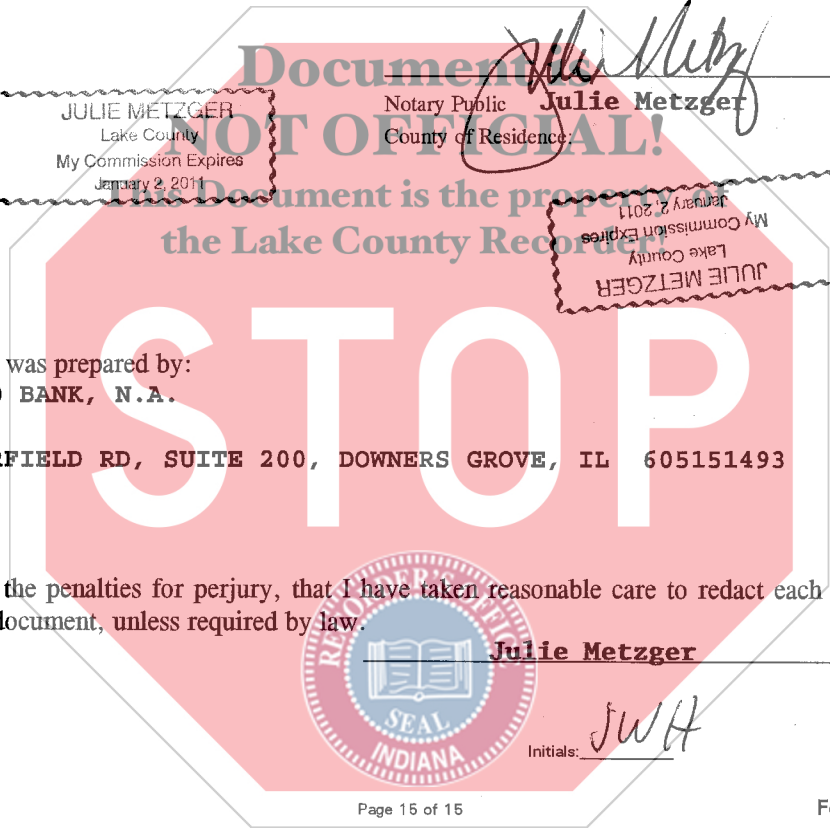 Document is
NOT OFFICIAL!
This Document is the property of
the Lake County Recorder!
JULIE METZGER
Lake County
My Commission Expires
January 2, 2011
Notary Public Julie Metzger
County of Residence:
JULIE METZGER
Lake County
My Commission Expires
January 2, 2011
STOP
was prepared by:
BANK, N.A.
FIELD RD, SUITE 200, DOWNERS GROVE, IL 605151493
the penalties for perjury, that I have taken reasonable care to redact each
document, unless required by law.
Julie Metzger
RECORDER'S OFFICE
SEAL
INDIANA
Initials: JWH
Page 15 of 15